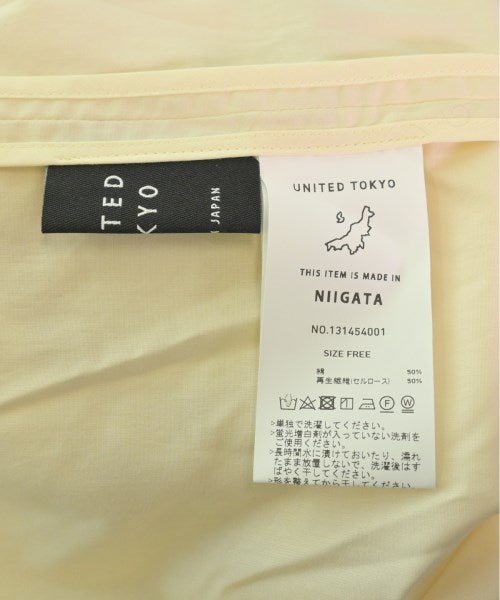 UNITED
TOKYO
JAPAN
UNITED TOKYO
THIS ITEM IS MADE IN
NIIGATA
NO.131454001
SIZE FREE
綿 50%
再生繊維(セルロース) 50%
F W
>単独で洗濯してください。
>蛍光増白剤が入っていない洗剤を
ご使用ください。
>長時間水に漬けておいたり、濡れ
たまま放置しないで、洗濯後はす
ばやく干してください。
>形を整えてから干してください。